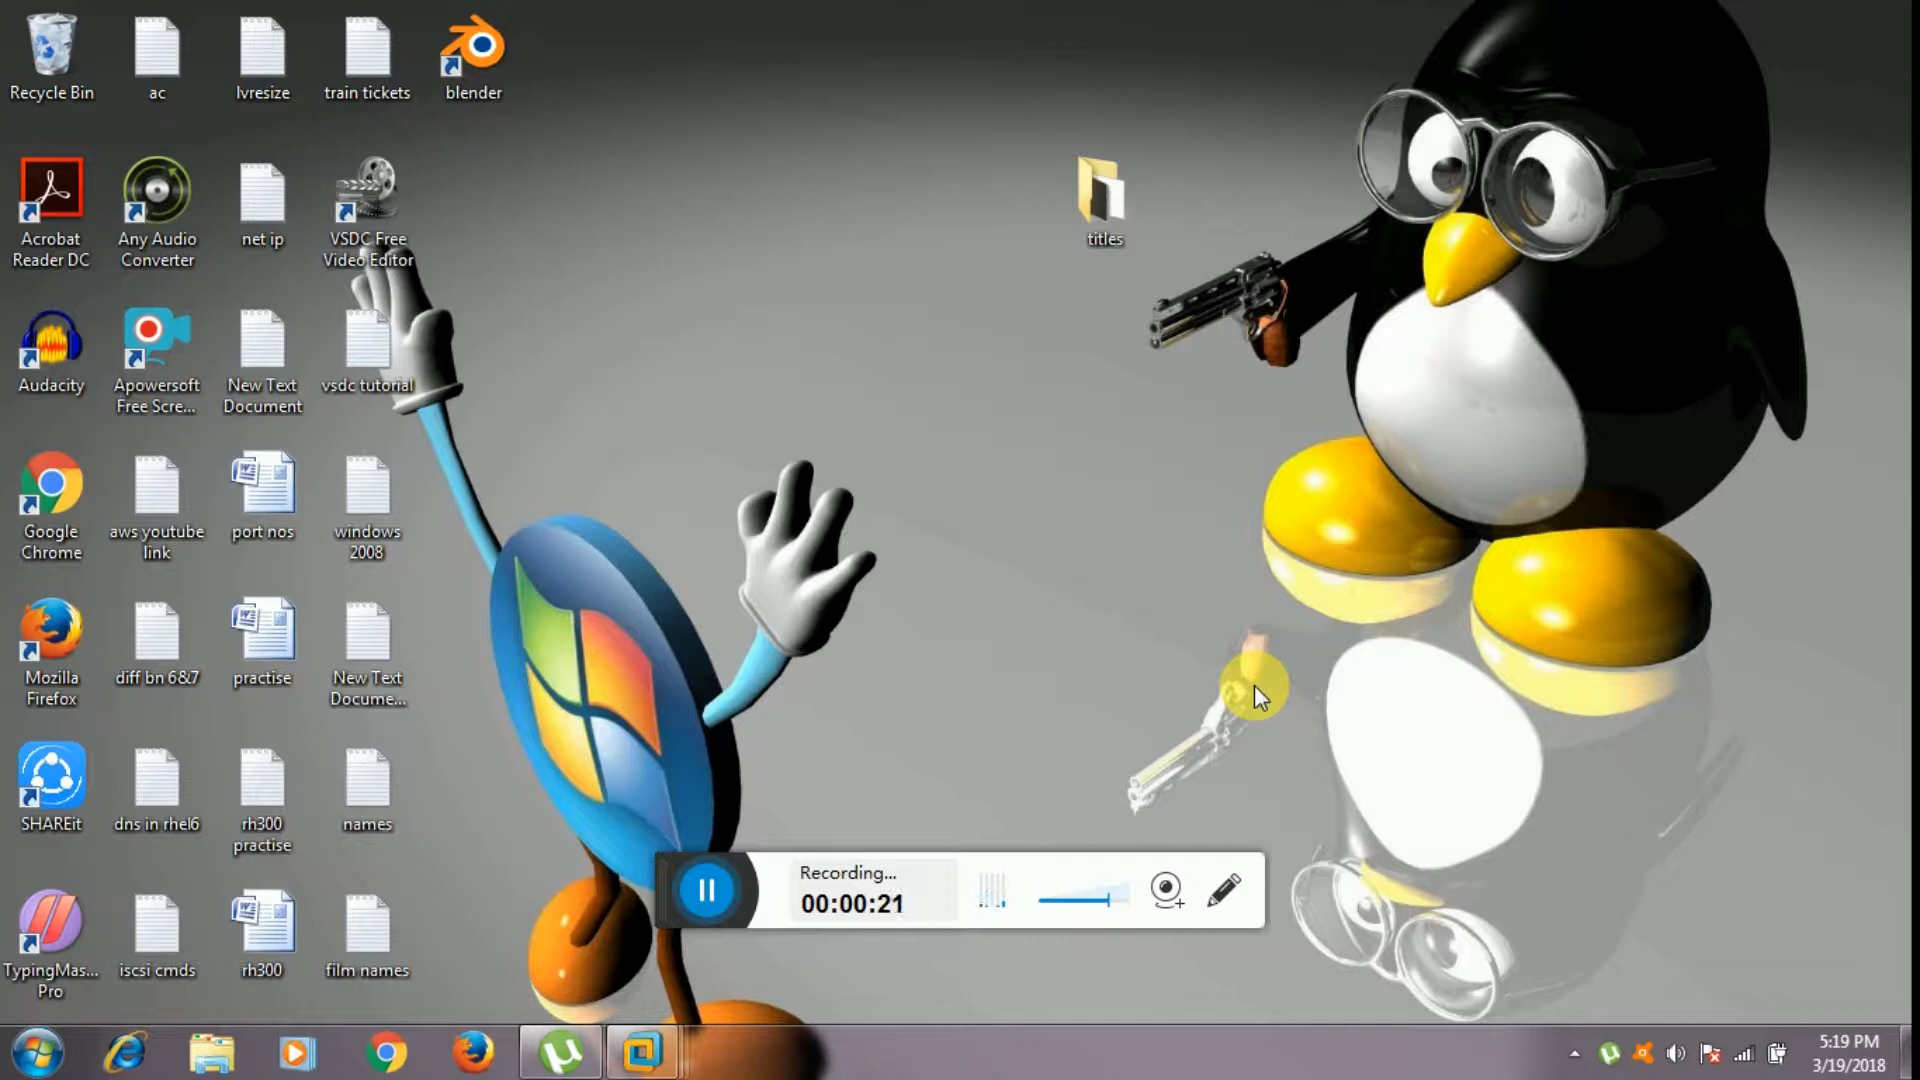 Recycle Bin
ac
lvresize
train tickets
blender
Acrobat
Reader DC
Any Audio
Converter
net ip
VSDC Free
Video Editor
titles
Audacity
Apowersoft
Free Scre...
New Text
Document
vsdc tutorial
Google
Chrome
aws youtube
link
port nos
windows
2008
Mozilla
Firefox
diff bn 6&7
practise
New Text
Docume...
SHAREit
dns in rhel6
rh300
practise
names
Recording...
00:00:21
TypingMas...
Pro
iscsi cmds
rh300
film names
5:19 PM
3/19/2018